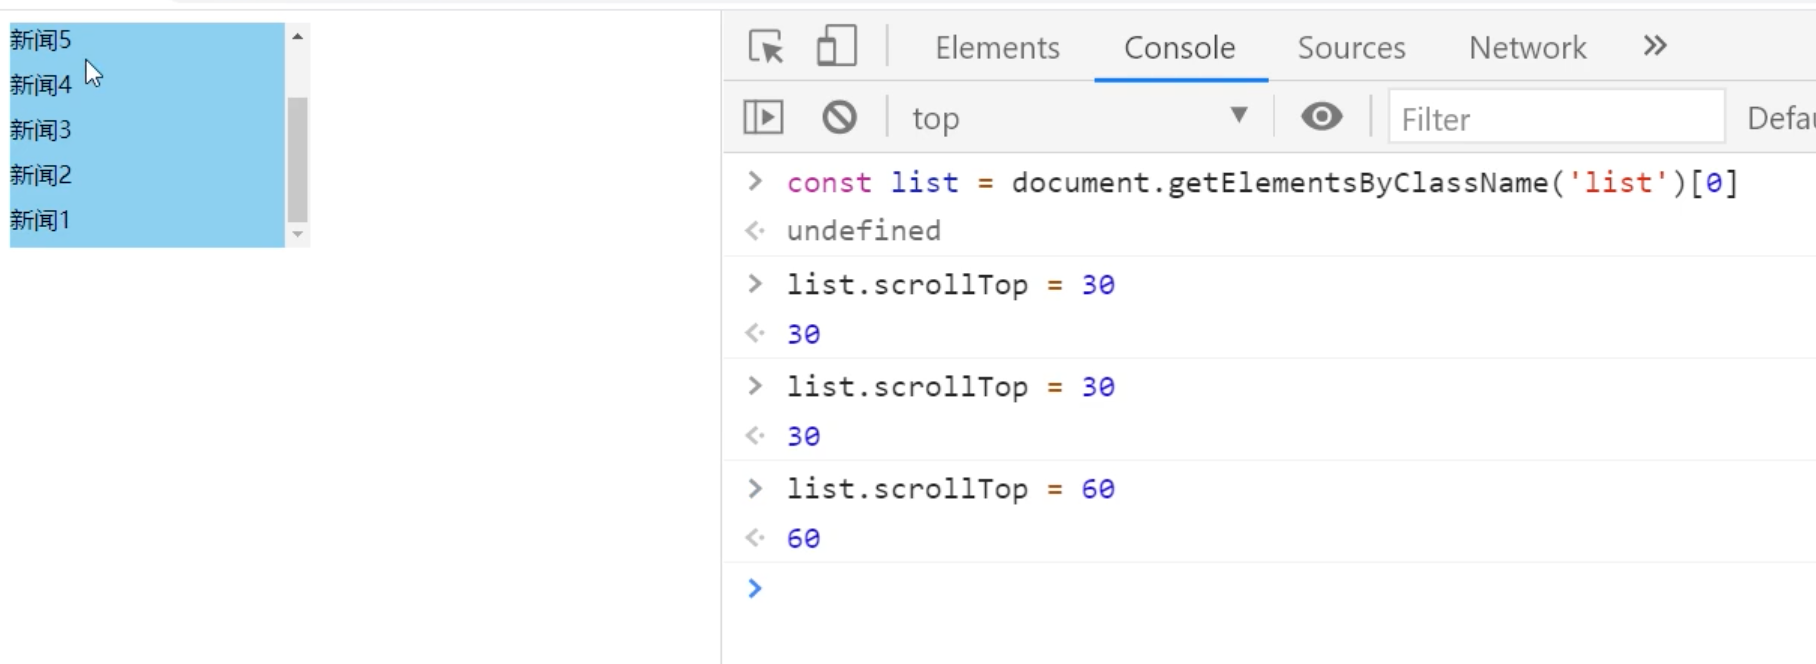 新闻5
新闻4
新闻3
新闻2
新闻1
Elements Console Sources Network
top Filter Defau
const list = document.getElementsByClassName('list')[0]
undefined
list.scrollTop = 30
30
list.scrollTop = 30
30
list.scrollTop = 60
60